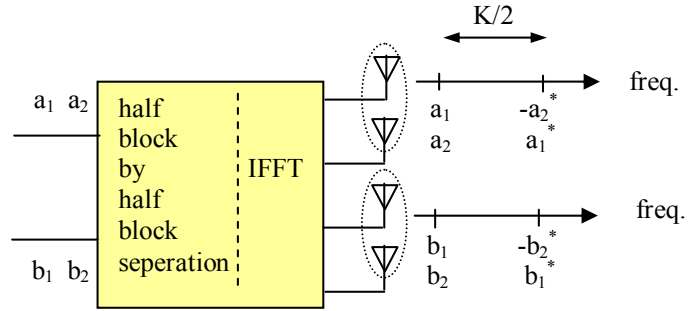 K/2
freq.
a₁ -a₂*
a₂ a₁*
a₁ a₂
half
block
by
half
block
seperation
IFFT
b₁ b₂
freq.
b₁ -b₂*
b₂ b₁*